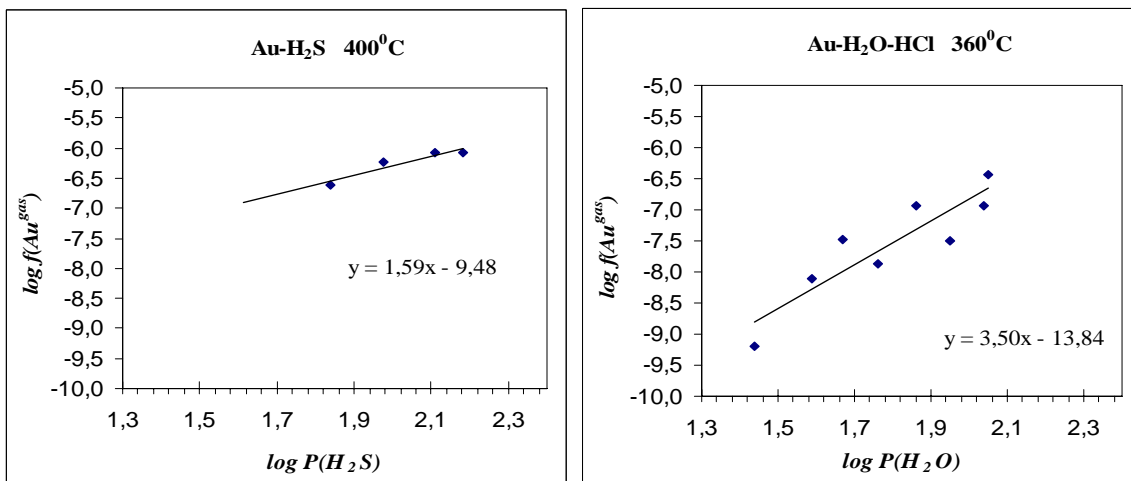 Au-H₂S 400⁰C
-5,0
-5,5
-6,0
-6,5
-7,0
-7,5
-8,0
-8,5
-9,0
-9,5
-10,0
log f(Au^gas)
y = 1,59x - 9,48
1,3 1,5 1,7 1,9 2,1 2,3
log P(H₂S)
Au-H₂O-HCl 360⁰C
-5,0
-5,5
-6,0
-6,5
-7,0
-7,5
-8,0
-8,5
-9,0
-9,5
-10,0
log f(Au^gas)
y = 3,50x - 13,84
1,3 1,5 1,7 1,9 2,1 2,3
log P(H₂O)